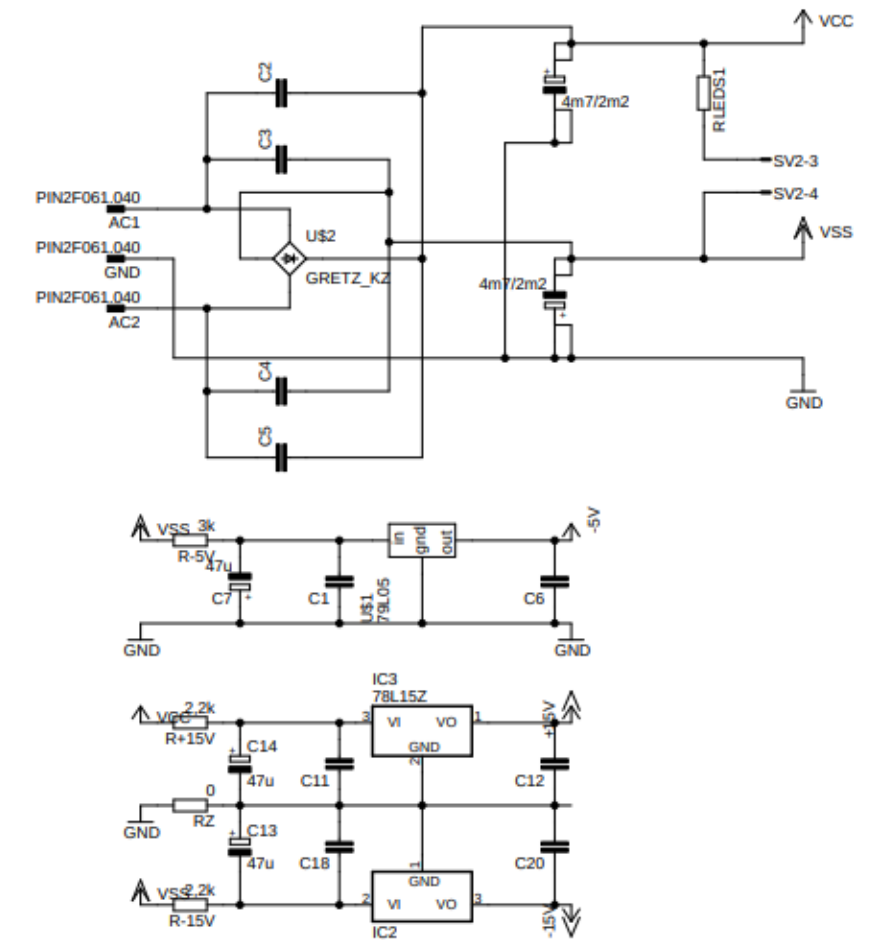 VCC
C2
+
4m7/2m2
RLEDS1
C3
SV2-3
PIN2F061.040
AC1
SV2-4
U$2
VSS
PIN2F061.040
GND
GRETZ_KZ
4m7/2m2
PIN2F061.040
AC2
+
C4
GND
C5
VSS
3k
R-5V
47u
C7
+
C1
U$1
79L05
in
gnd
out
-5V
C6
GND
GND
IC3
78L15Z
VCC
2,2k
R+15V
3
VI
VO
1
GND
2
+15V
+
C14
47u
C11
C12
0
RZ
GND
+
C13
47u
C18
C20
1
GND
VSS
2,2k
R-15V
2
VI
VO
3
-15V
IC2